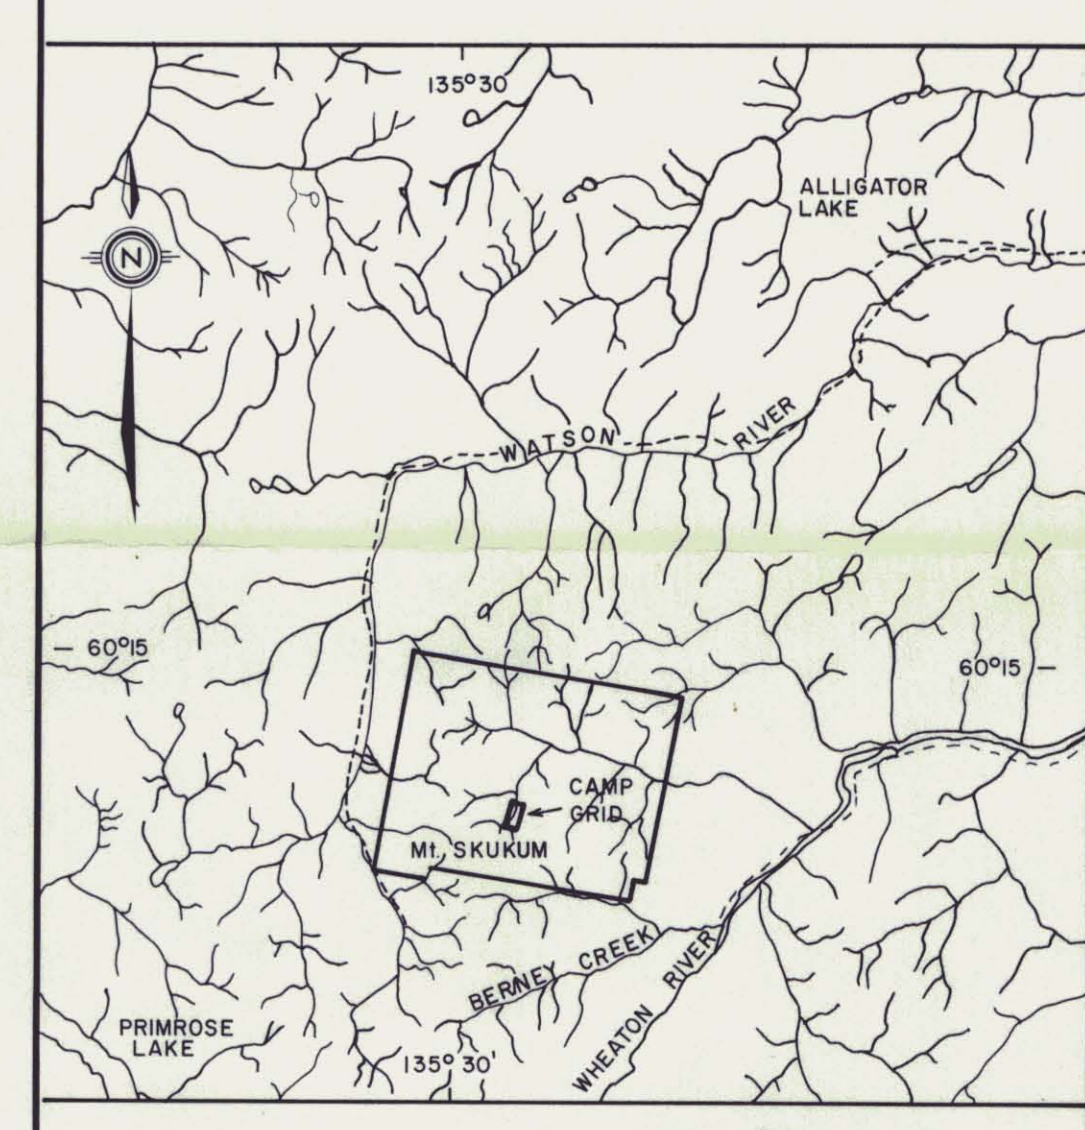 135°30
ALLIGATOR
LAKE
N
WATSON RIVER
— 60°15
60°15 —
CAMP
GRID
Mt. SKUKUM
BERNEY CREEK
WHEATON RIVER
PRIMROSE
LAKE
135° 30'